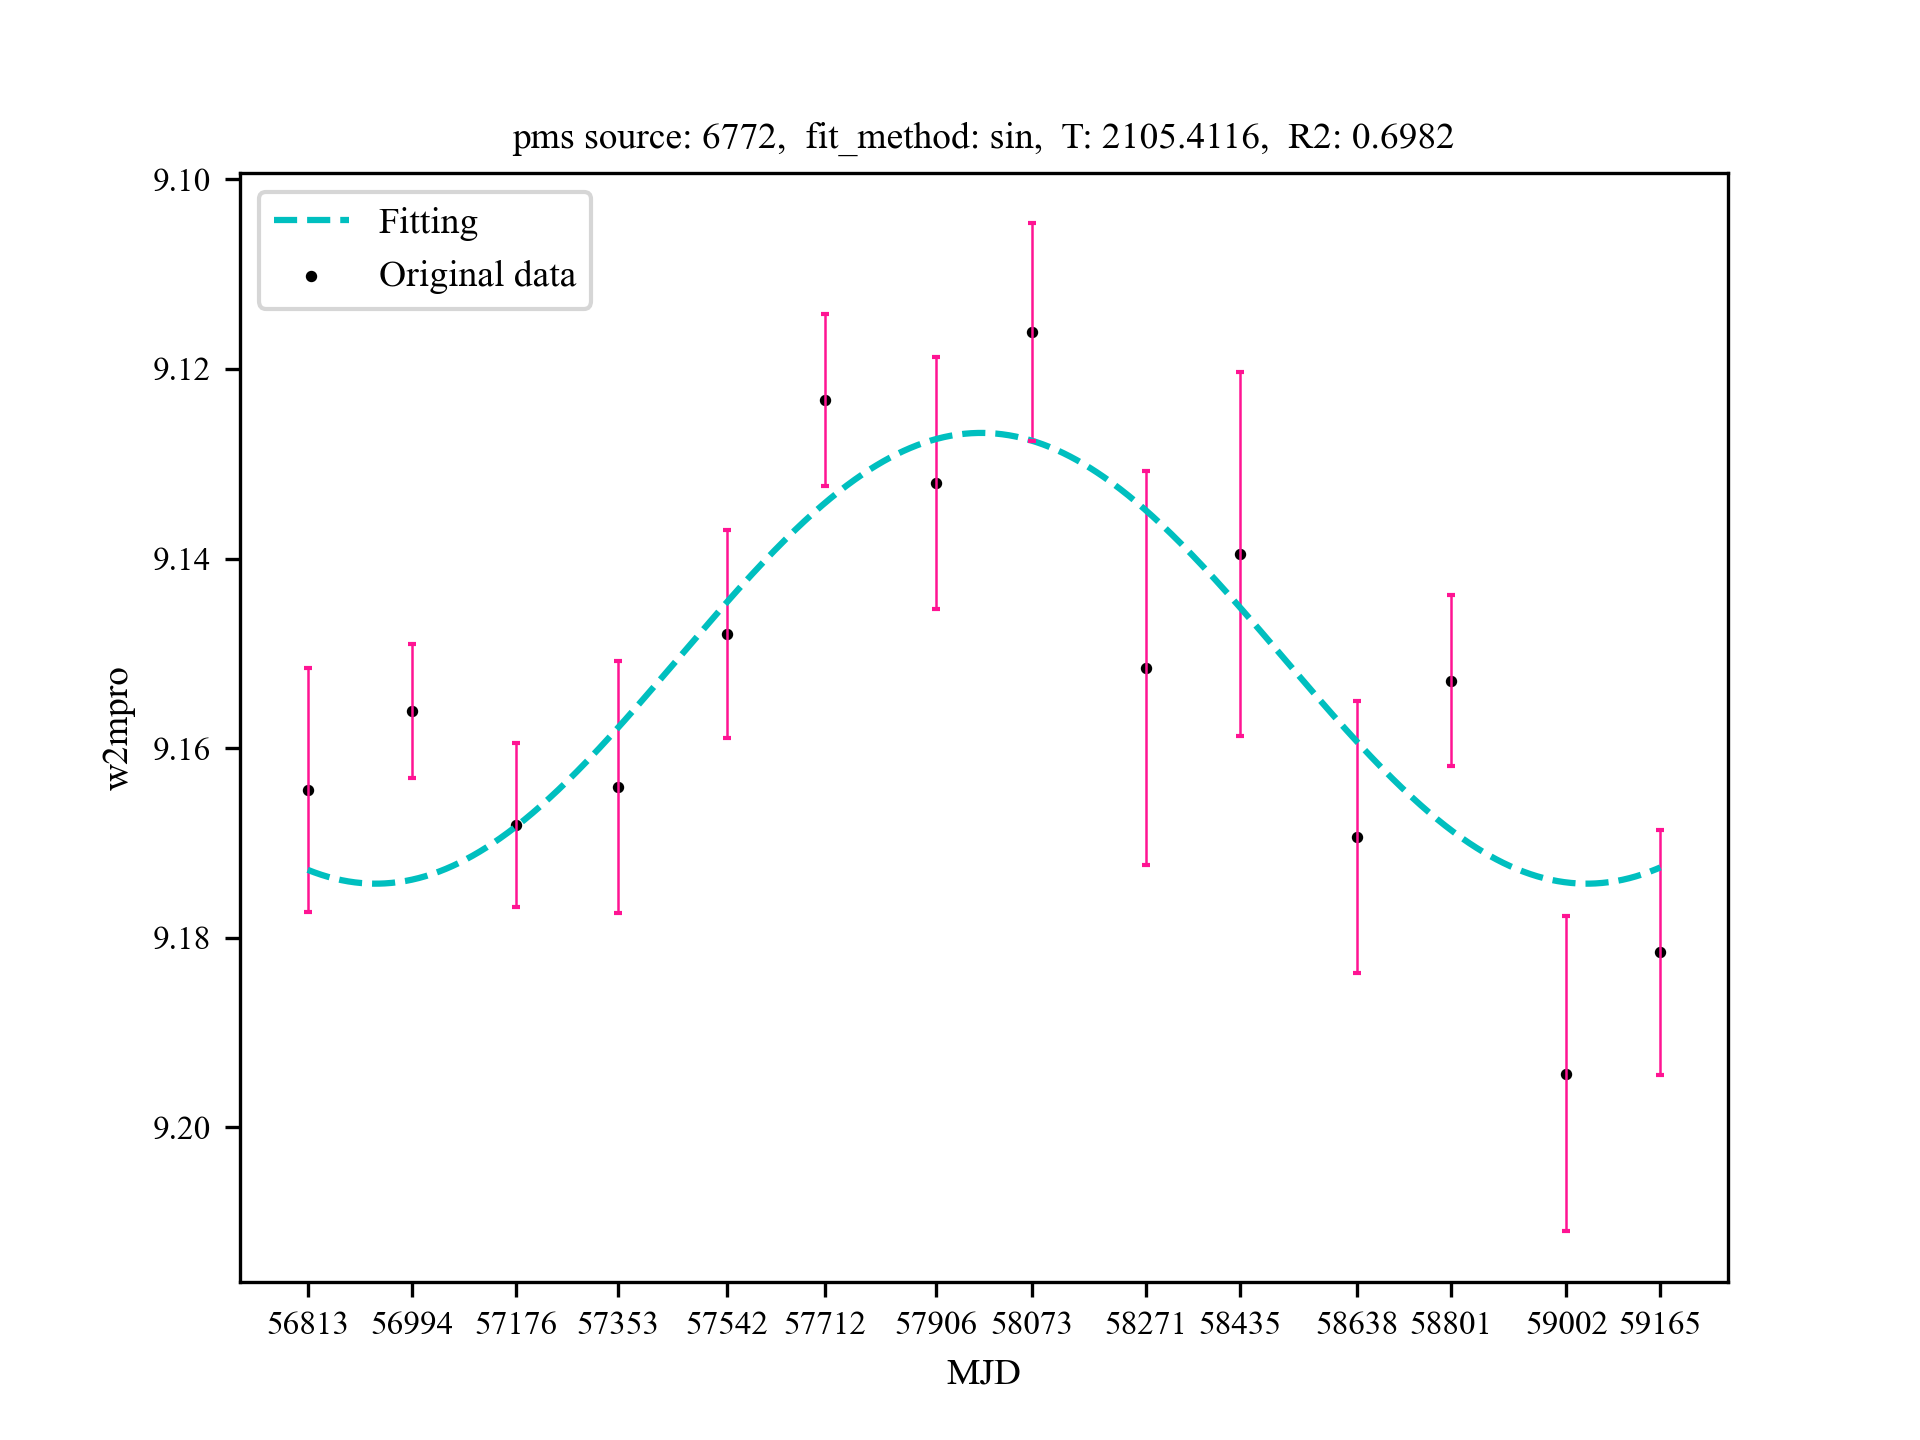 pms source: 6772, fit_method: sin, T: 2105.4116, R2: 0.6982
Fitting
Original data
9.10
9.12
9.14
9.16
9.18
9.20
w2mpro
56813 56994 57176 57353 57542 57712 57906 58073 58271 58435 58638 58801 59002 59165
MJD